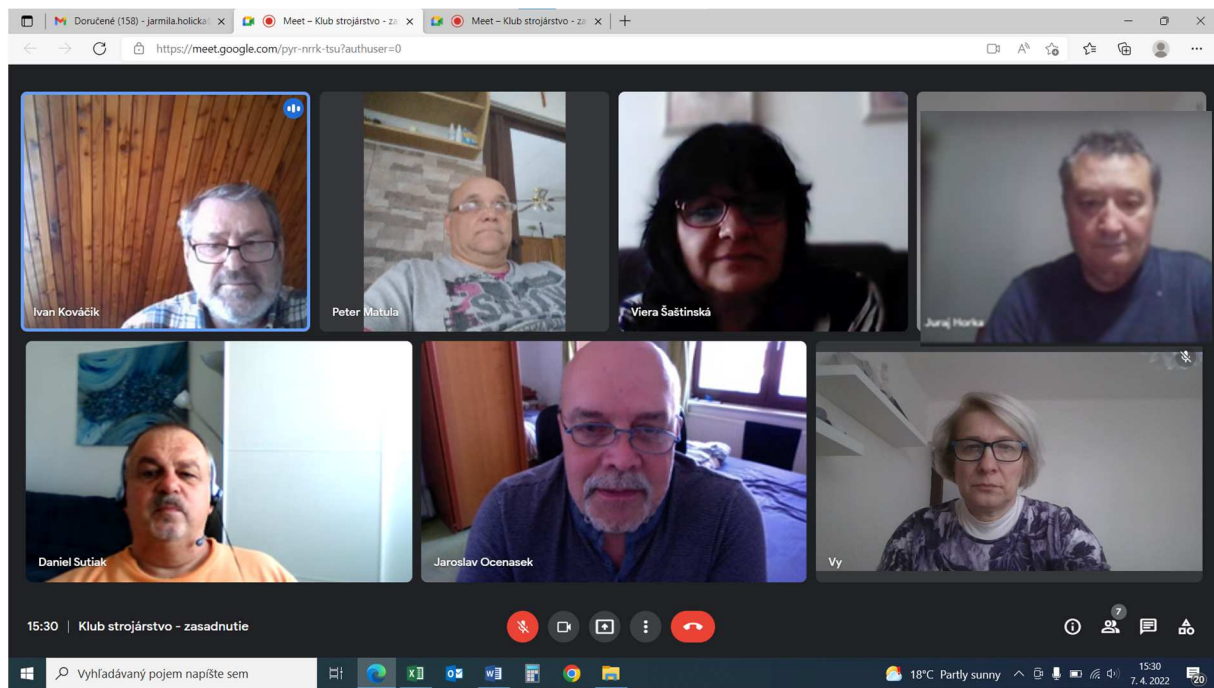 Doručené (158) - jarmila.holicka
Meet – Klub strojárstvo - za
Meet – Klub strojárstvo - za
https://meet.google.com/pyr-nrrk-tsu?authuser=0
Ivan Kováčik
Peter Matula
Viera Šaštinská
Juraj Horka
Daniel Sutiak
Jaroslav Ocenasek
Vy
15:30 | Klub strojárstvo - zasadnutie
7
Vyhľadávaný pojem napíšte sem
18°C Partly sunny
15:30
7. 4. 2022
20